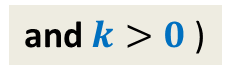 and k > 0 )